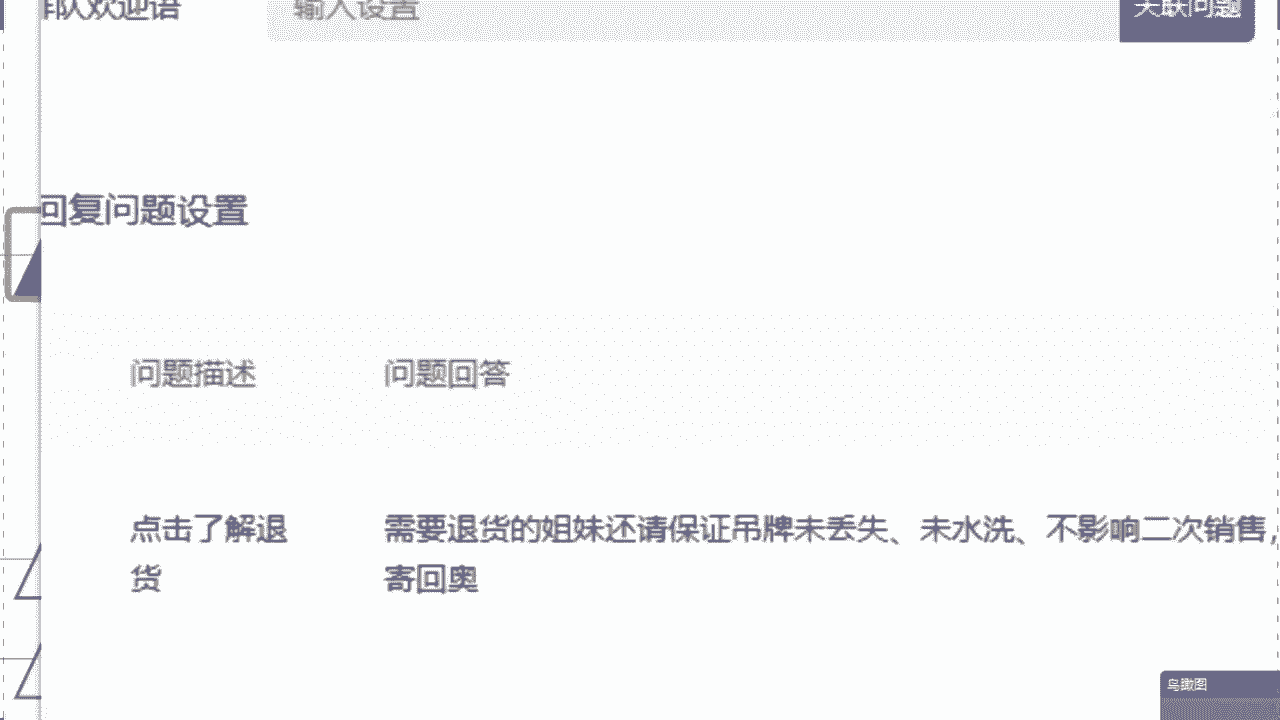 队欢迎语 输入设置 关联问题
回复问题设置
问题描述 问题回答
点击了解退 需要退货的姐妹还请保证吊牌未丢失、未水洗、不影响二次销售,
货 寄回奥
鸟瞰图